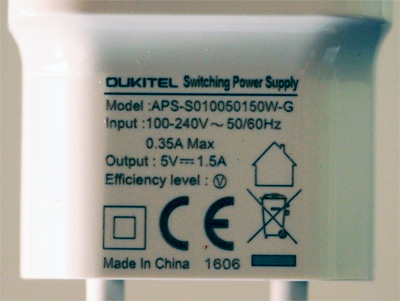 OUKITEL Switching Power Supply
Model :APS-S010050150W-G
Input :100-240V～50/60Hz
0.35A Max
Output : 5V⎓1.5A
Efficiency level : Ⓥ
CE
Made In China 1606